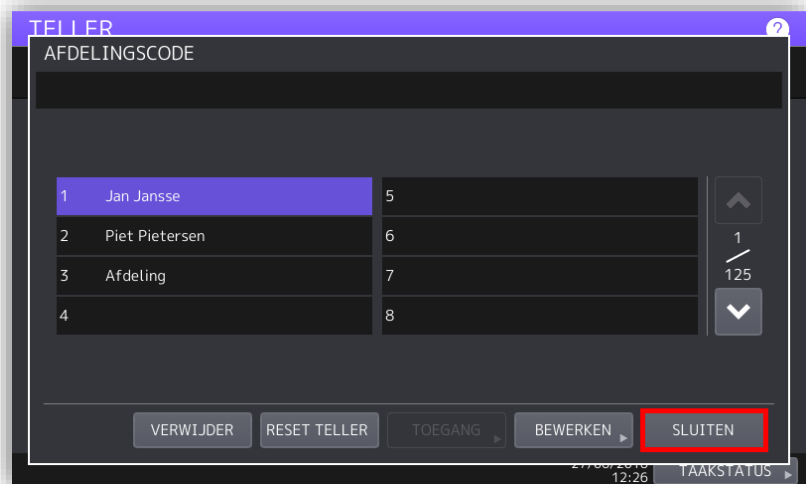 TELLER ?
AFDELINGSCODE
1 Jan Jansse
2 Piet Pietersen
3 Afdeling
4
5
6
7
8
1
125
VERWIJDER RESET TELLER TOEGANG BEWERKEN SLUITEN
12:26 TAAKSTATUS